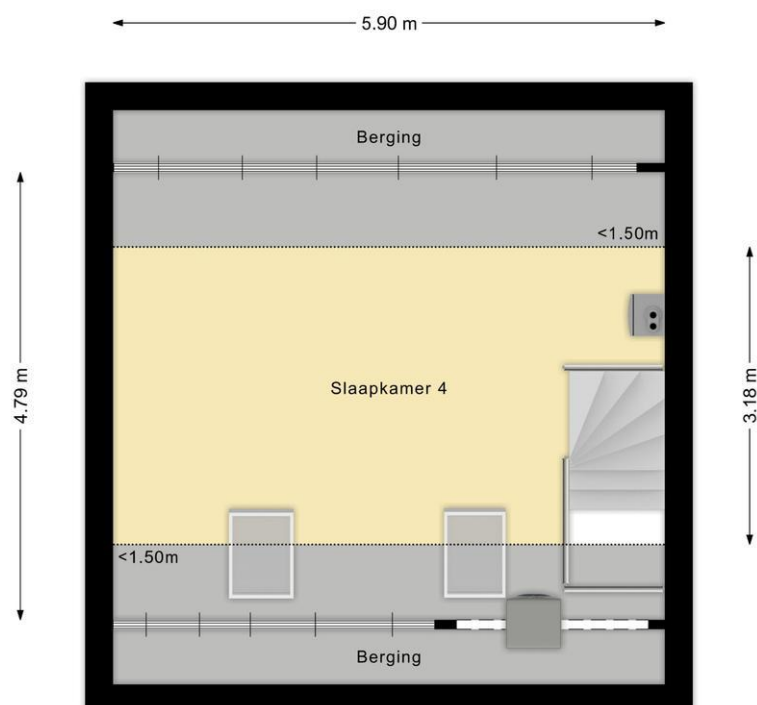 5.90 m
Berging
<1.50m
4.79 m
3.18 m
Slaapkamer 4
<1.50m
Berging